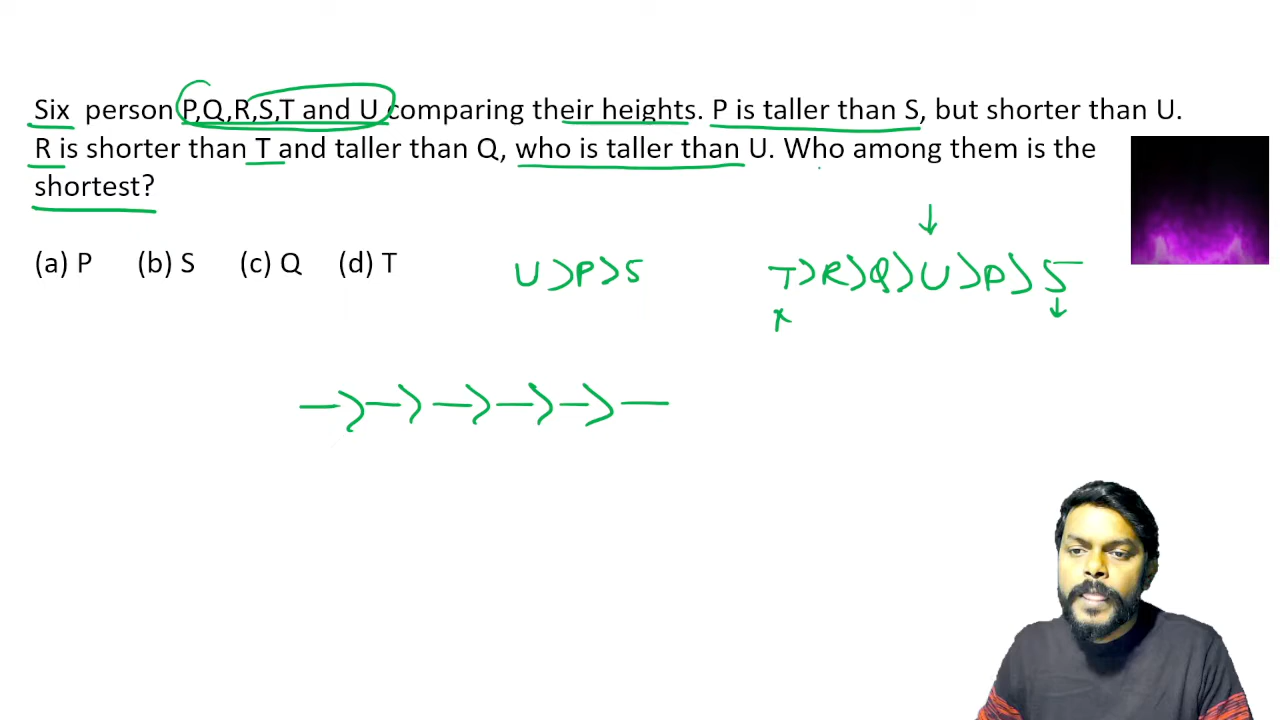 Six person P,Q,R,S,T and U comparing their heights. P is taller than S, but shorter than U.
R is shorter than T and taller than Q, who is taller than U. Who among them is the
shortest?
(a) P (b) S (c) Q (d) T
U > P > S
T > R > Q > U > P > S